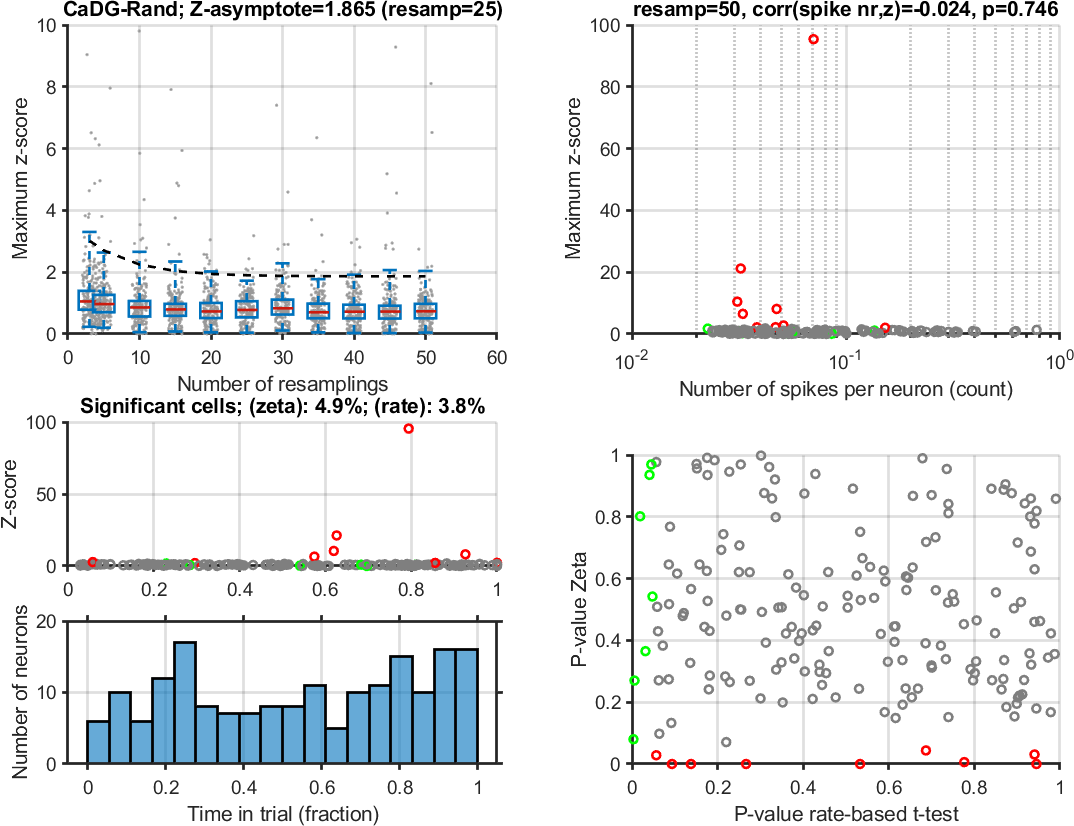 CaDG-Rand; Z-asymptote=1.865 (resamp=25)
10
8
6
4
2
0
Maximum z-score
0 10 20 30 40 50 60
Number of resamplings
resamp=50, corr(spike nr,z)=-0.024, p=0.746
100
80
60
40
20
0
Maximum z-score
10-2 10-1 100
Number of spikes per neuron (count)
Significant cells; (zeta): 4.9%; (rate): 3.8%
100
50
0
Z-score
0 0.2 0.4 0.6 0.8 1
20
10
0
Number of neurons
0 0.2 0.4 0.6 0.8 1
Time in trial (fraction)
1
0.8
0.6
0.4
0.2
0
P-value Zeta
0 0.2 0.4 0.6 0.8 1
P-value rate-based t-test